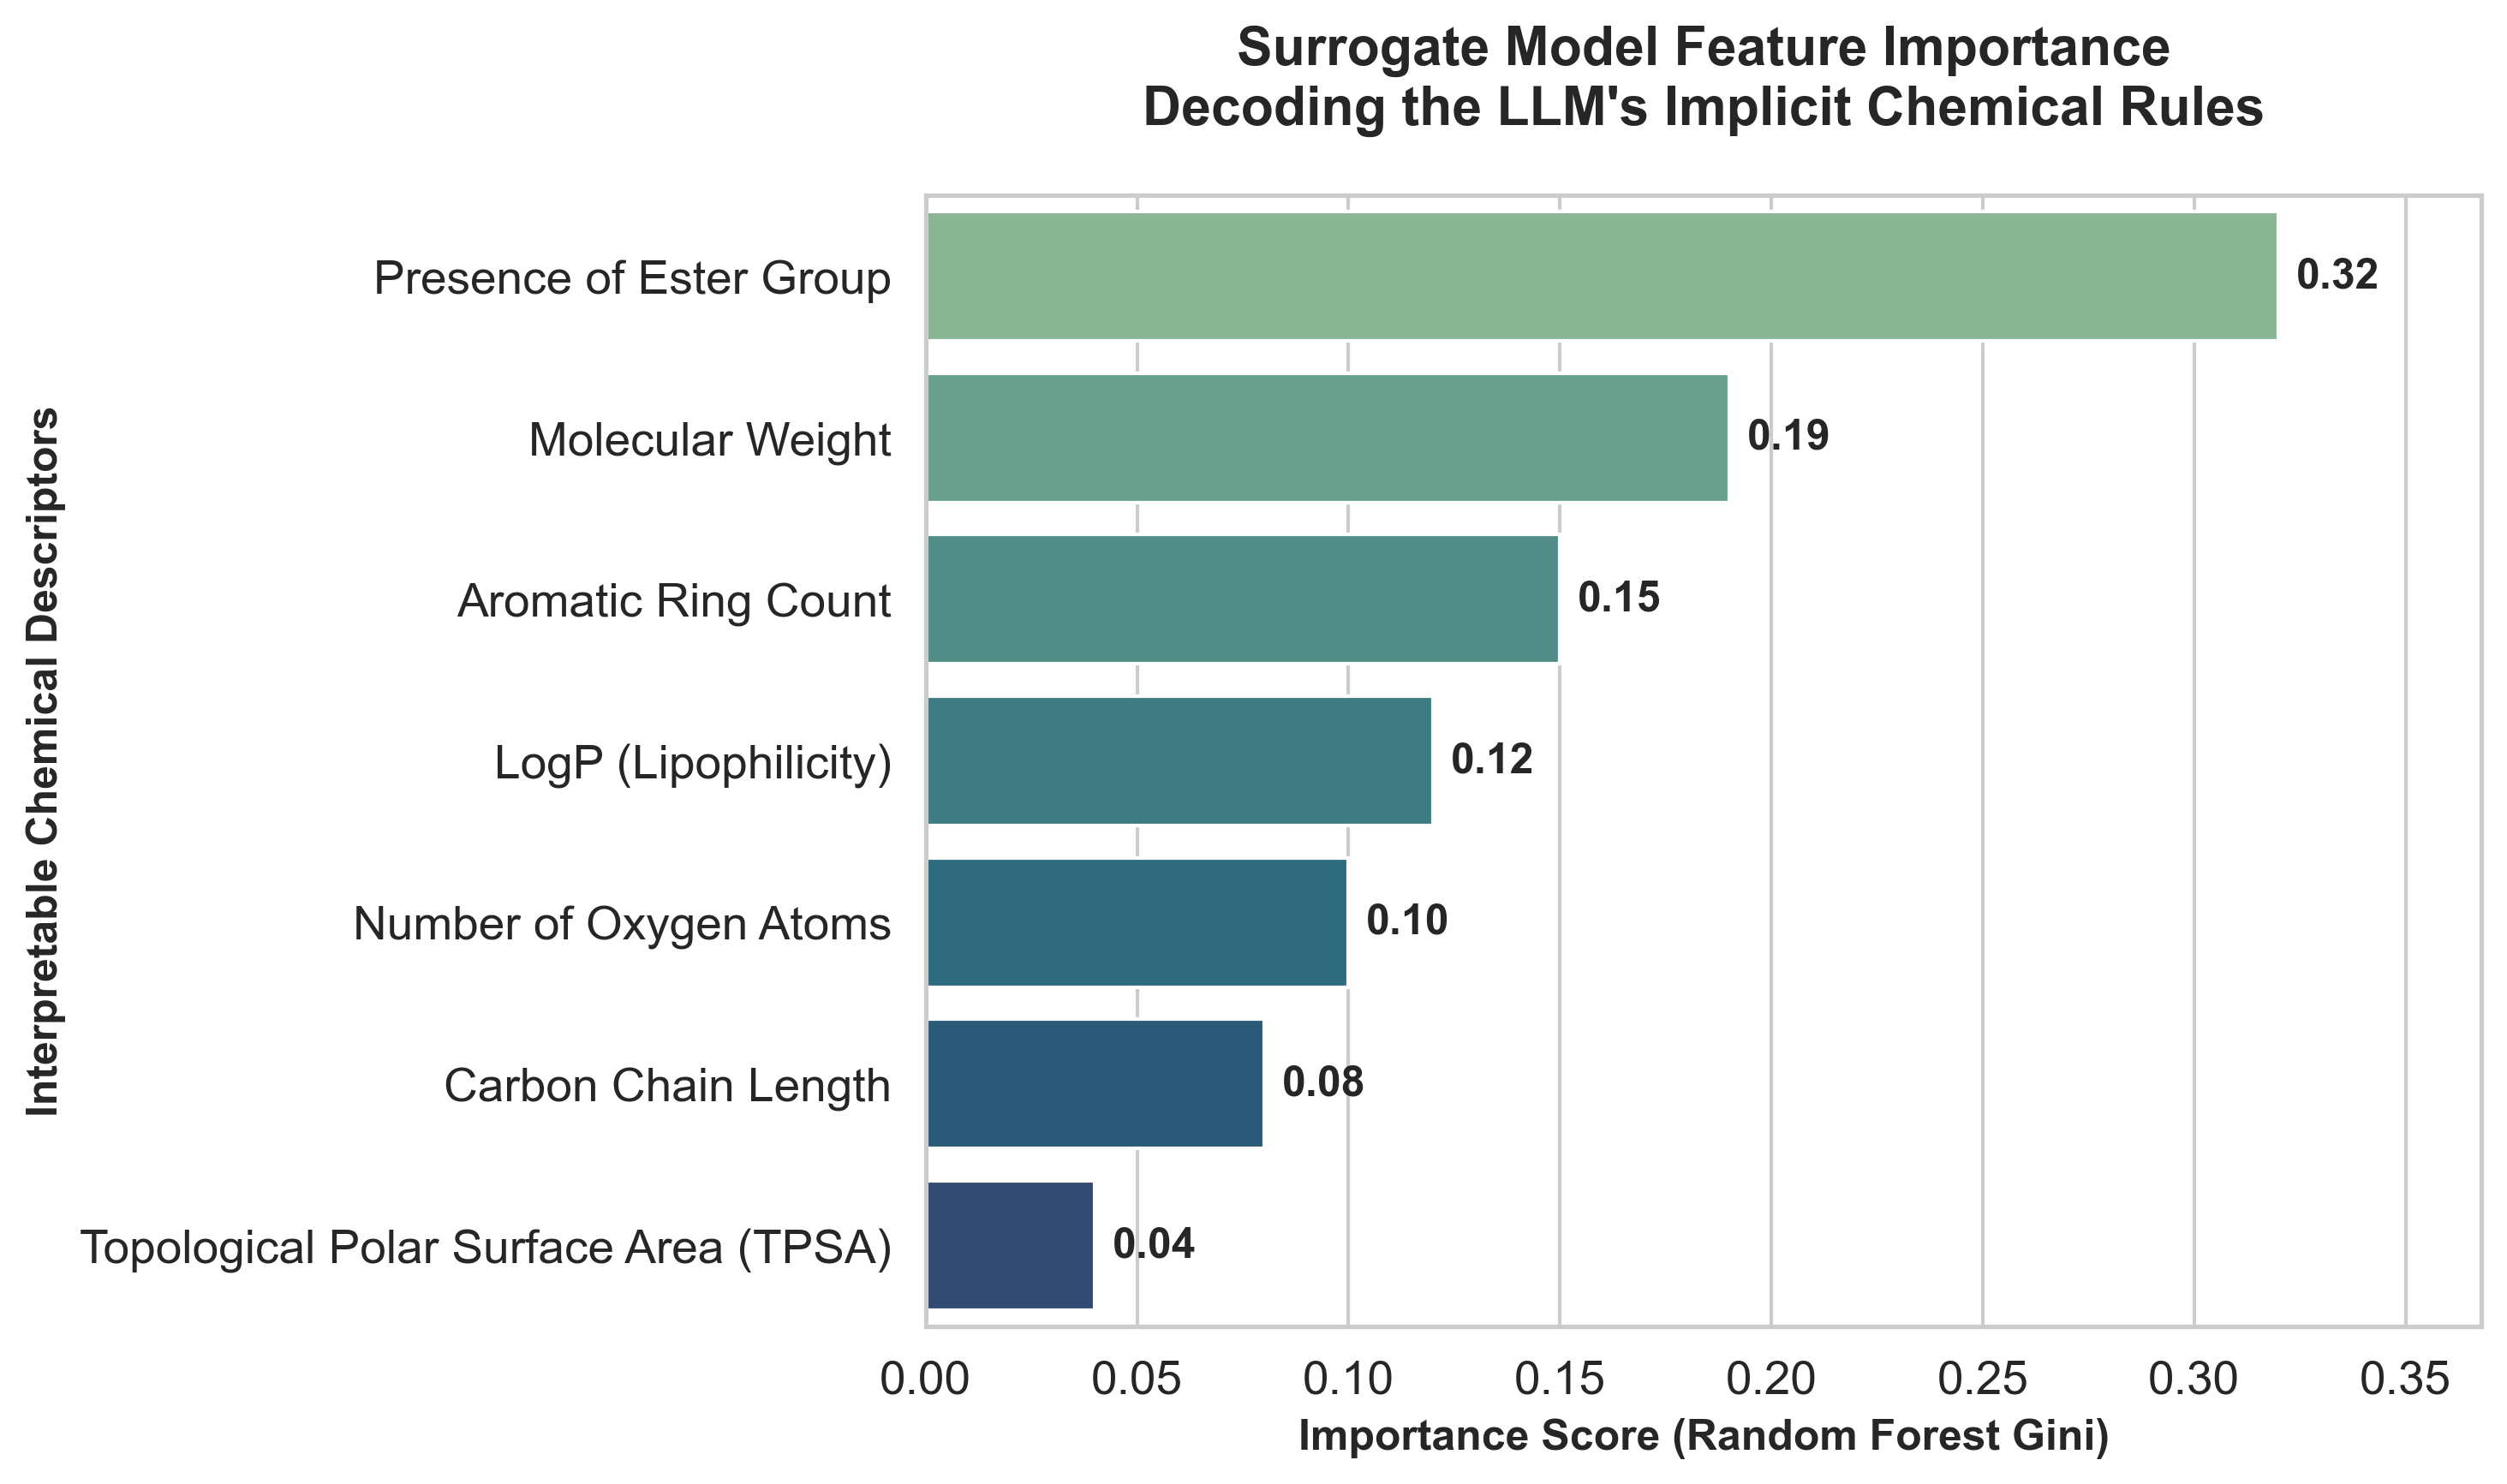 Surrogate Model Feature Importance
Decoding the LLM's Implicit Chemical Rules
Interpretable Chemical Descriptors
Presence of Ester Group
0.32
Molecular Weight
0.19
Aromatic Ring Count
0.15
LogP (Lipophilicity)
0.12
Number of Oxygen Atoms
0.10
Carbon Chain Length
0.08
Topological Polar Surface Area (TPSA)
0.04
0.00 0.05 0.10 0.15 0.20 0.25 0.30 0.35
Importance Score (Random Forest Gini)